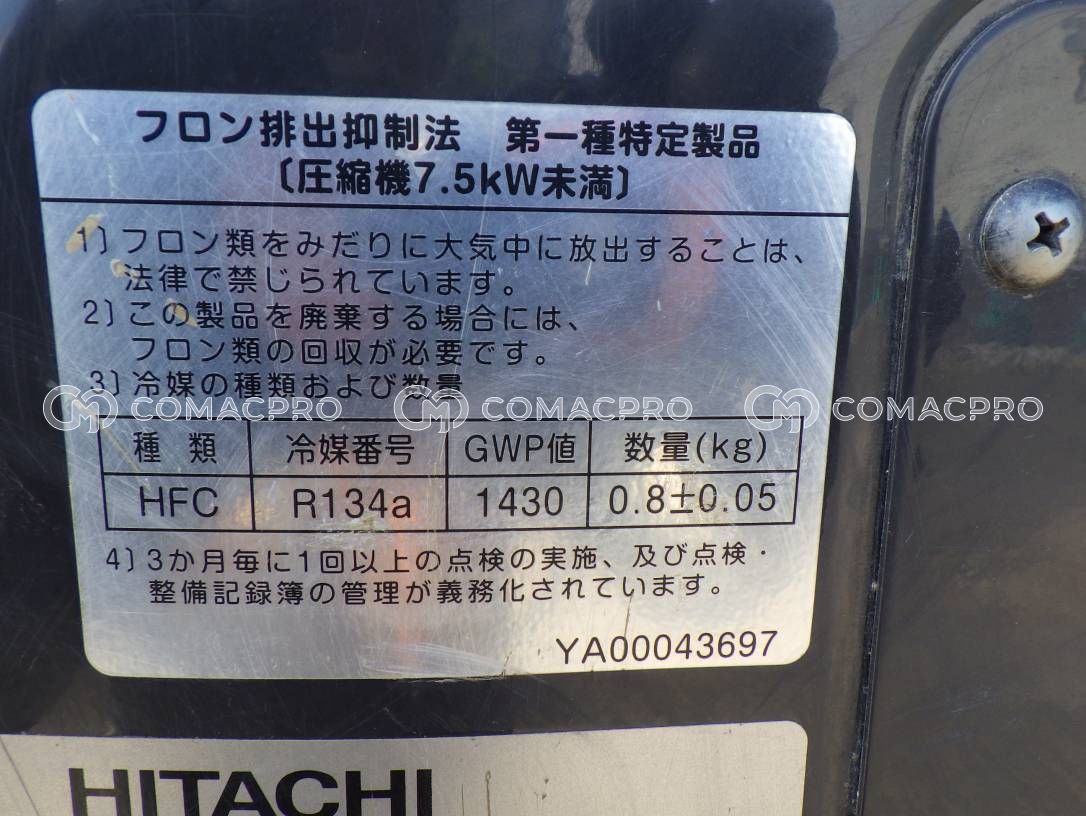 フロン排出抑制法 第一種特定製品
〔圧縮機7.5kW未満〕
1〕フロン類をみだりに大気中に放出することは、
法律で禁じられています。
2〕この製品を廃棄する場合には、
フロン類の回収が必要です。
3〕冷媒の種類および数量
COMACPRO COMACPRO COMACPRO
種類 冷媒番号 GWP値 数量(kg)
HFC R134a 1430 0.8±0.05
4〕3か月毎に1回以上の点検の実施、及び点検・
整備記録簿の管理が義務化されています。
YA00043697
HITACHI